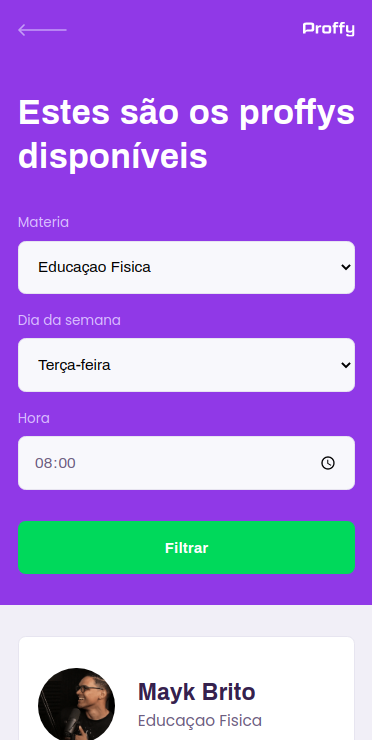 Proffy
Estes são os proffys
disponíveis
Materia
Educaçao Fisica
Dia da semana
Terça-feira
Hora
08:00
Filtrar
Mayk Brito
Educaçao Fisica